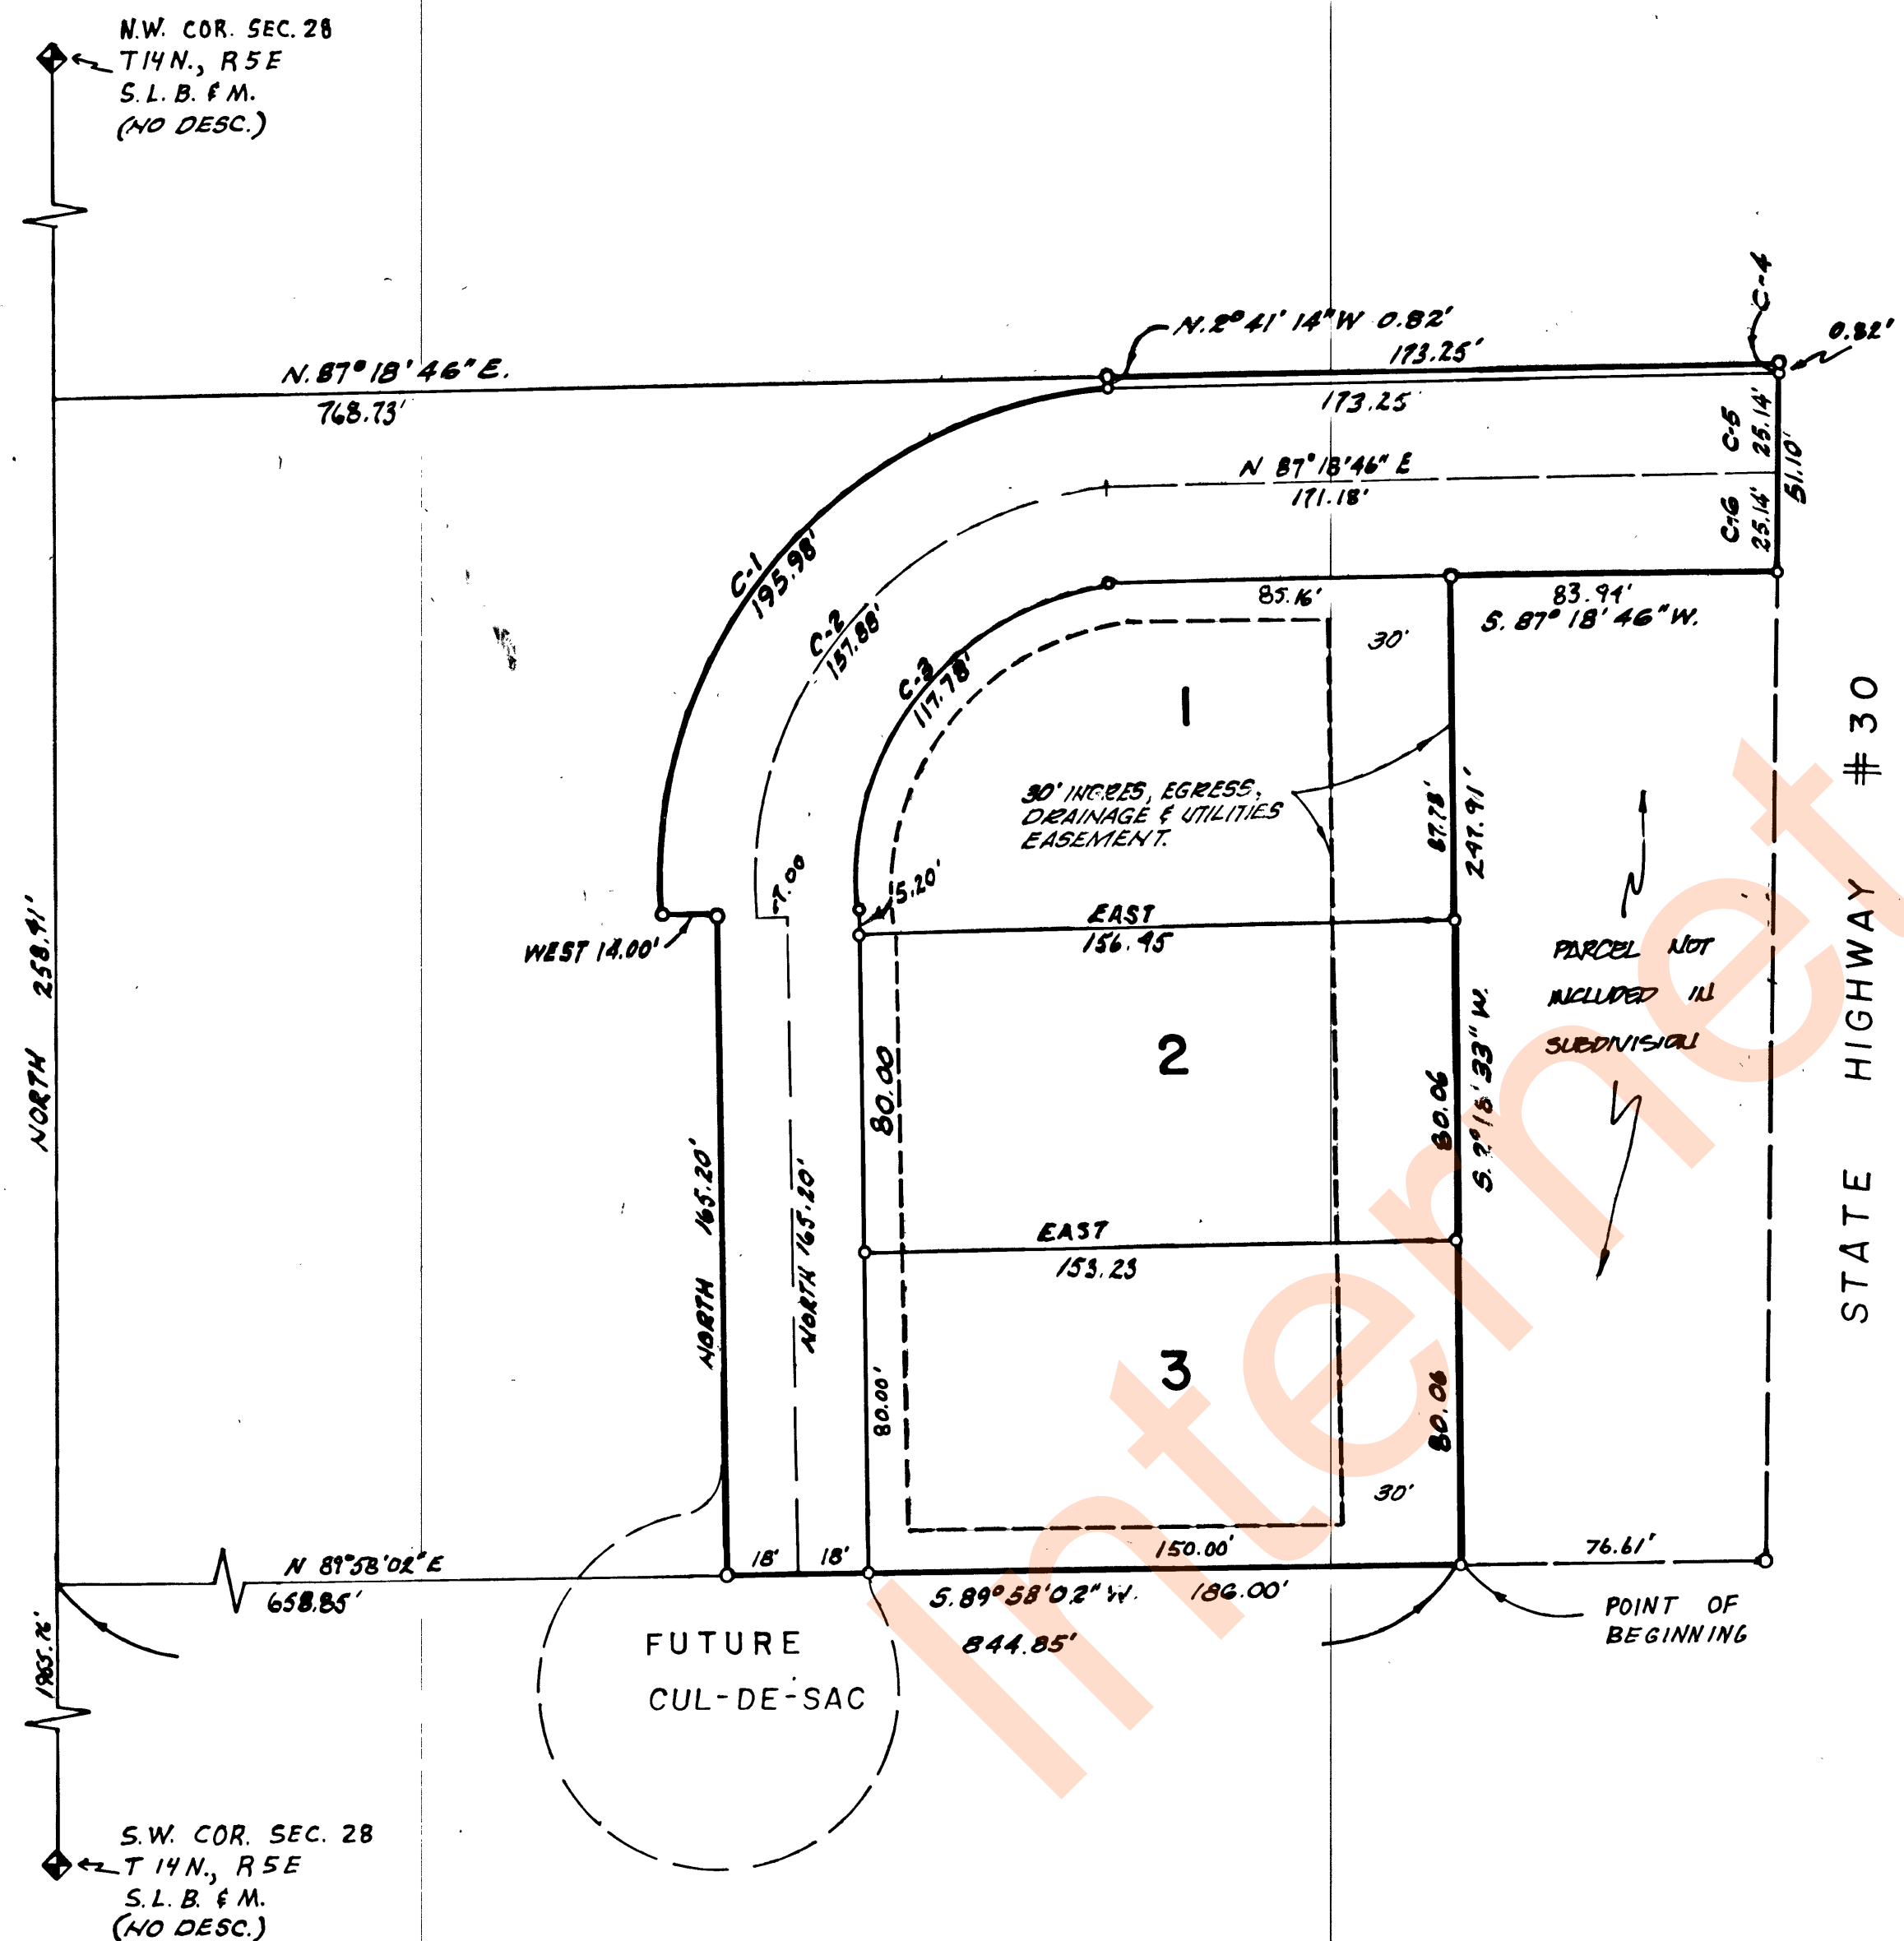 N.W. COR. SEC. 28
T14N., R5E
S.L.B. & M.
(NO DESC.)
C-4
N. 2° 41' 14" W 0.82'
0.82'
173.25'
N. 87° 18' 46" E.
768.73'
173.25'
C-5
25.14'
51.10'
N 87° 18' 46" E
171.18'
C-6
25.14'
C-1
195.98'
C-2
157.88'
C-3
117.78'
85.16'
83.94'
S. 87° 18' 46" W.
30'
1
STATE HIGHWAY #30
30' INGRES, EGRESS,
DRAINAGE & UTILITIES
EASEMENT.
87.78'
247.91'
7.00
5.20'
EAST
156.45
WEST 14.00'
PARCEL NOT
INCLUDED IN
SUBDIVISION
NORTH 258.41'
2
80.00
80.06
S. 2° 18' 33" W.
NORTH 165.20'
NORTH 165.20'
EAST
153.23
3
80.00'
80.06
30'
N 89° 58' 02" E
658.85'
18'
18'
150.00'
76.61'
S. 89° 58' 02" W. 186.00'
844.85'
POINT OF
BEGINNING
1965.76'
FUTURE
CUL-DE-SAC
S.W. COR. SEC. 28
T 14N., R5E
S.L.B. & M.
(NO DESC.)
Internet